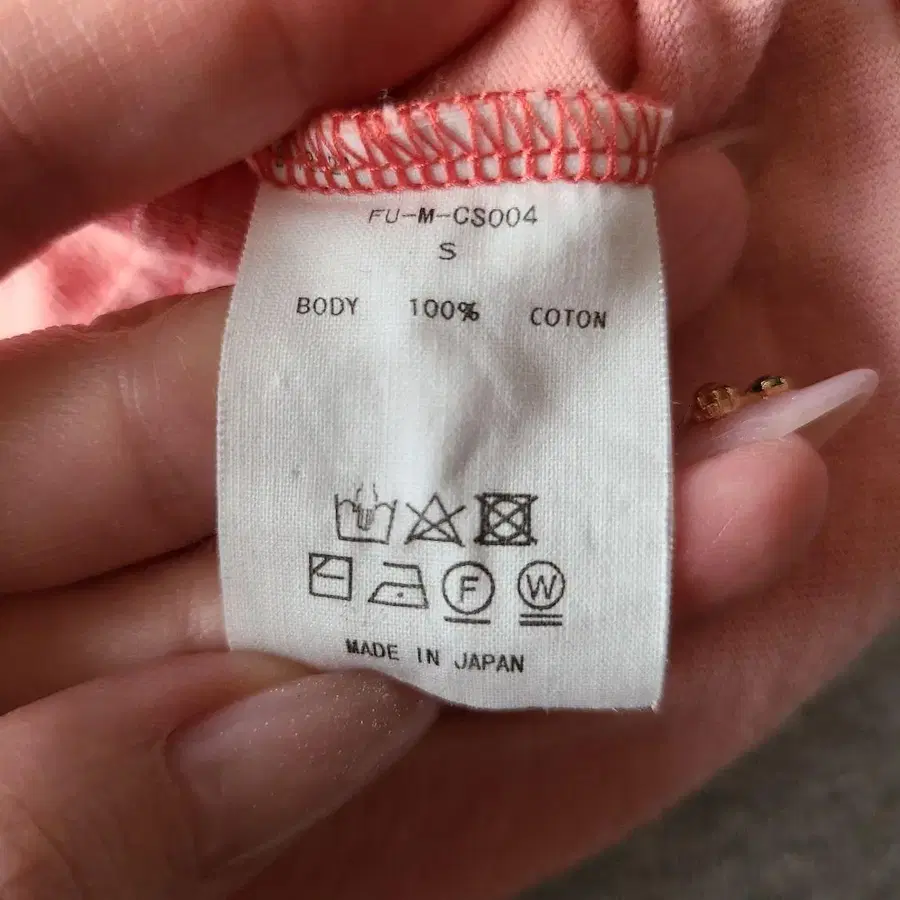 FU-M-CS004
S
BODY 100% COTON
F W
MADE IN JAPAN